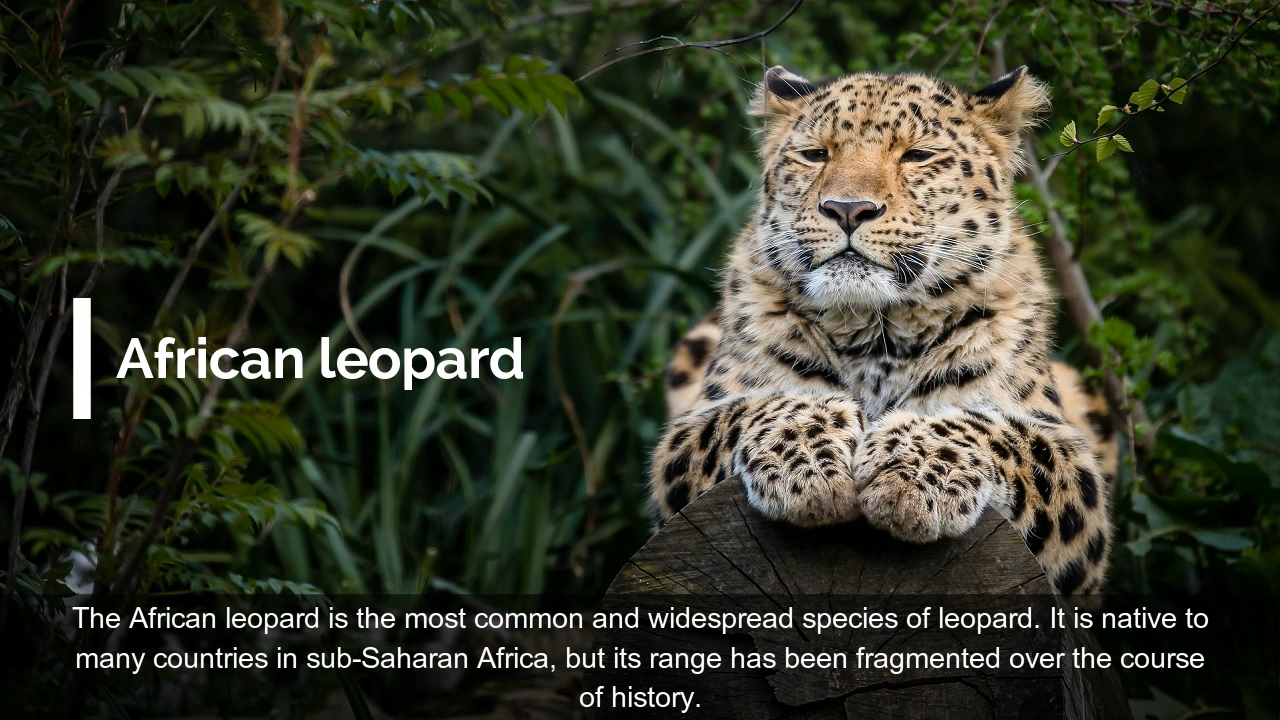 African leopard
The African leopard is the most common and widespread species of leopard. It is native to
many countries in sub-Saharan Africa, but its range has been fragmented over the course
of history.